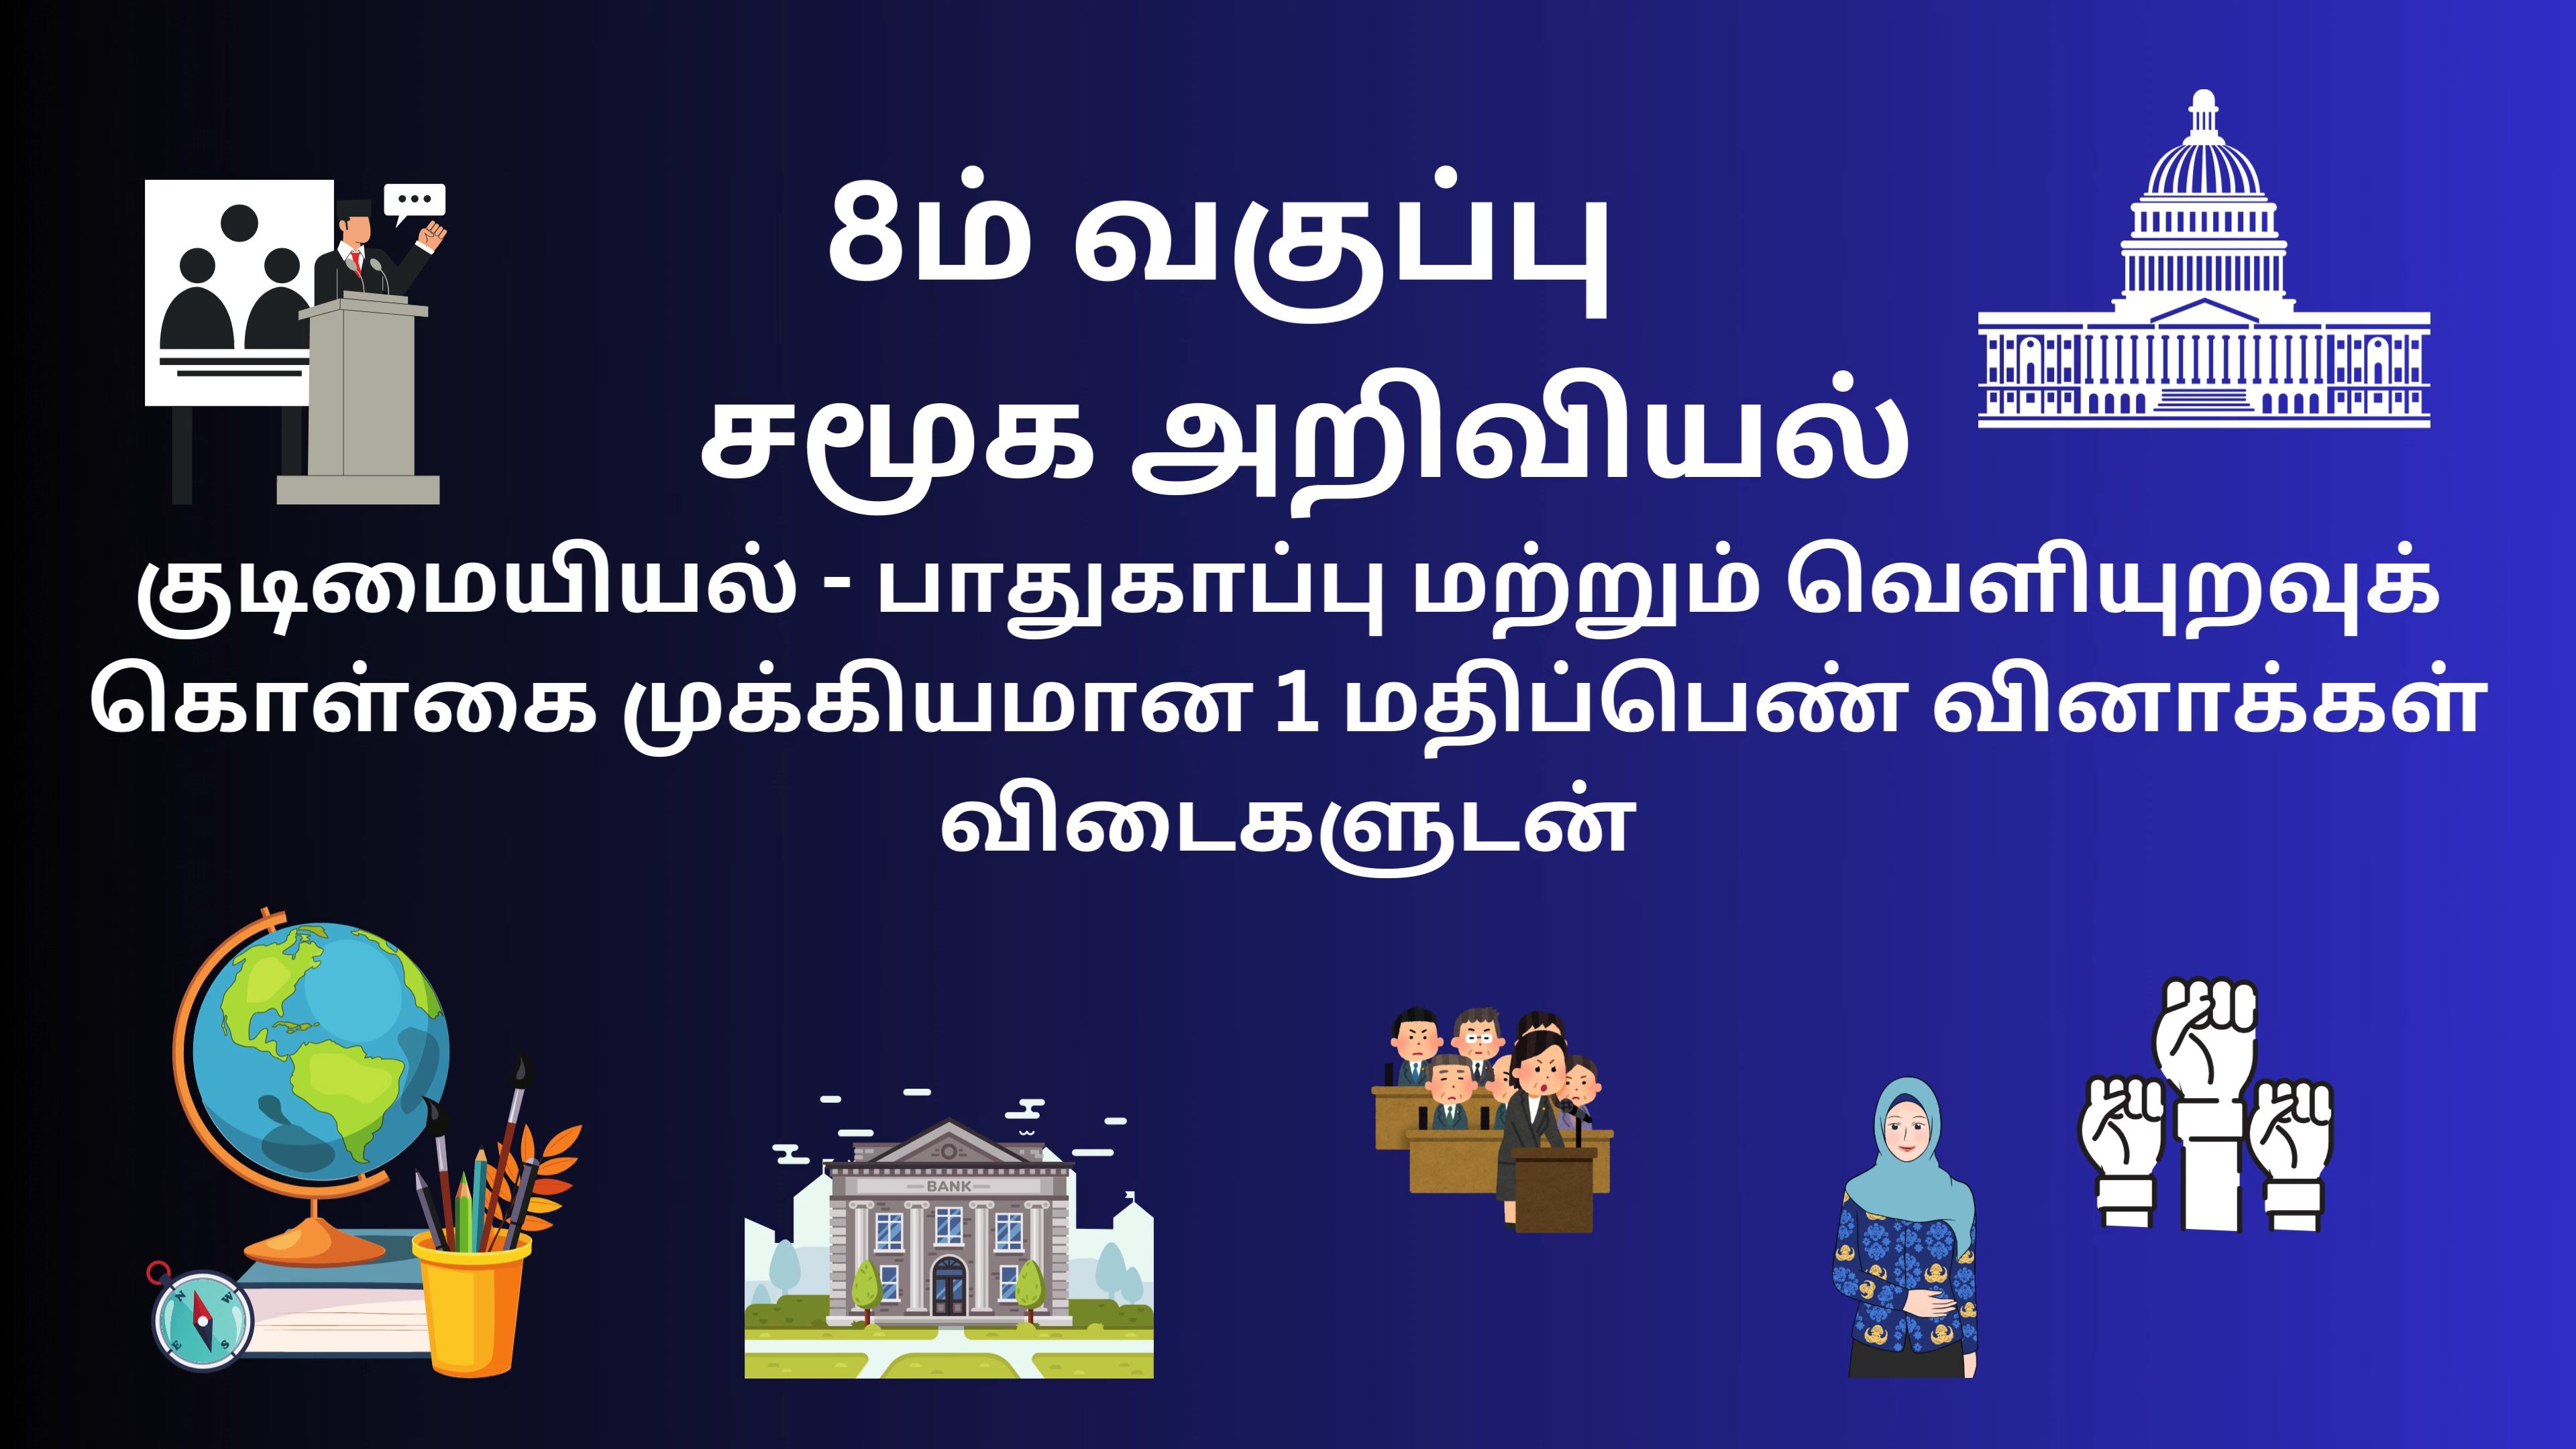 8ம் வகுப்பு
சமூக அறிவியல்
குடிமையியல் - பாதுகாப்பு மற்றும் வெளியுறவுக்
கொள்கை முக்கியமான 1 மதிப்பெண் வினாக்கள்
விடைகளுடன்
BANK
N
W
E
S